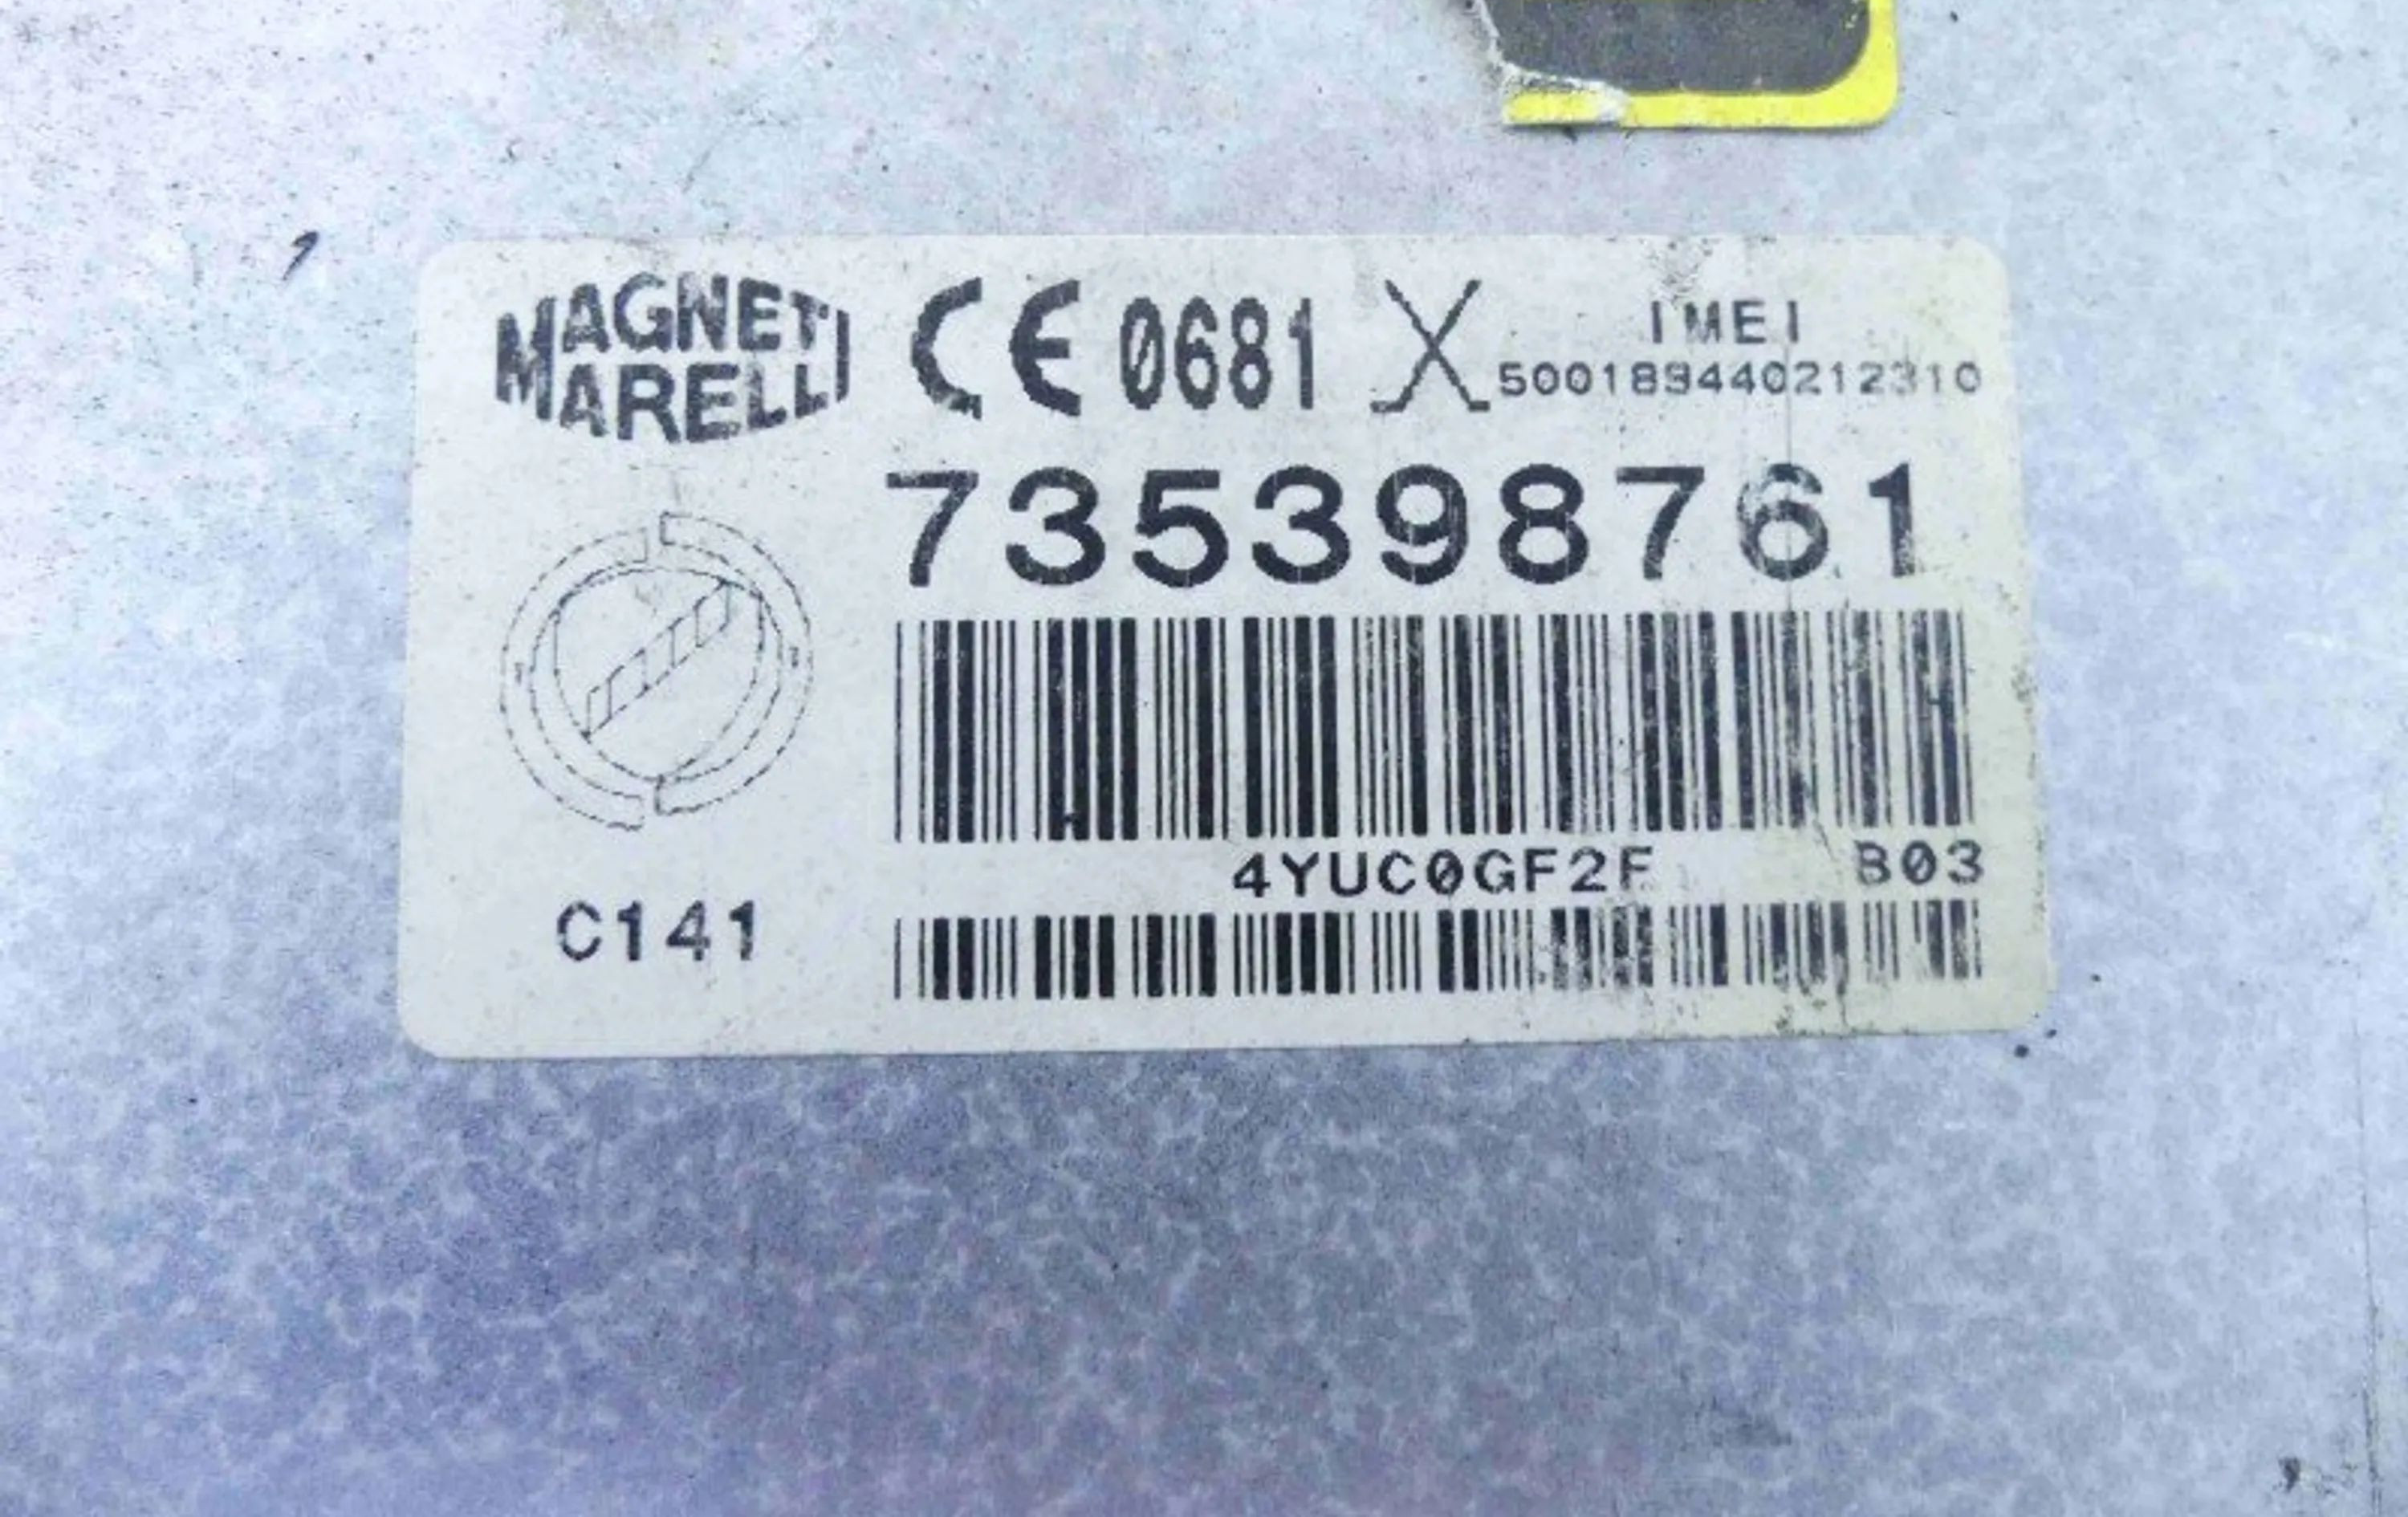 MAGNETI
MARELLI
CE 0681
IMEI
500189440212310
735398761
4YUC0GF2F B03
C141